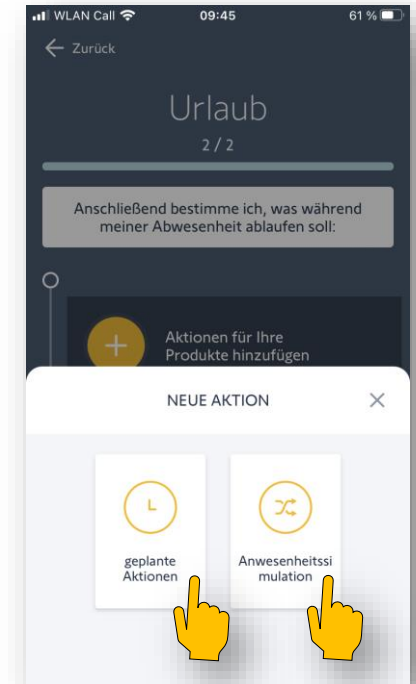 WLAN Call 09:45 61 %
Zurück
Urlaub
2 / 2
Anschließend bestimme ich, was während
meiner Abwesenheit ablaufen soll:
Aktionen für Ihre
Produkte hinzufügen
NEUE AKTION
geplante
Aktionen
Anwesenheitssi
mulation